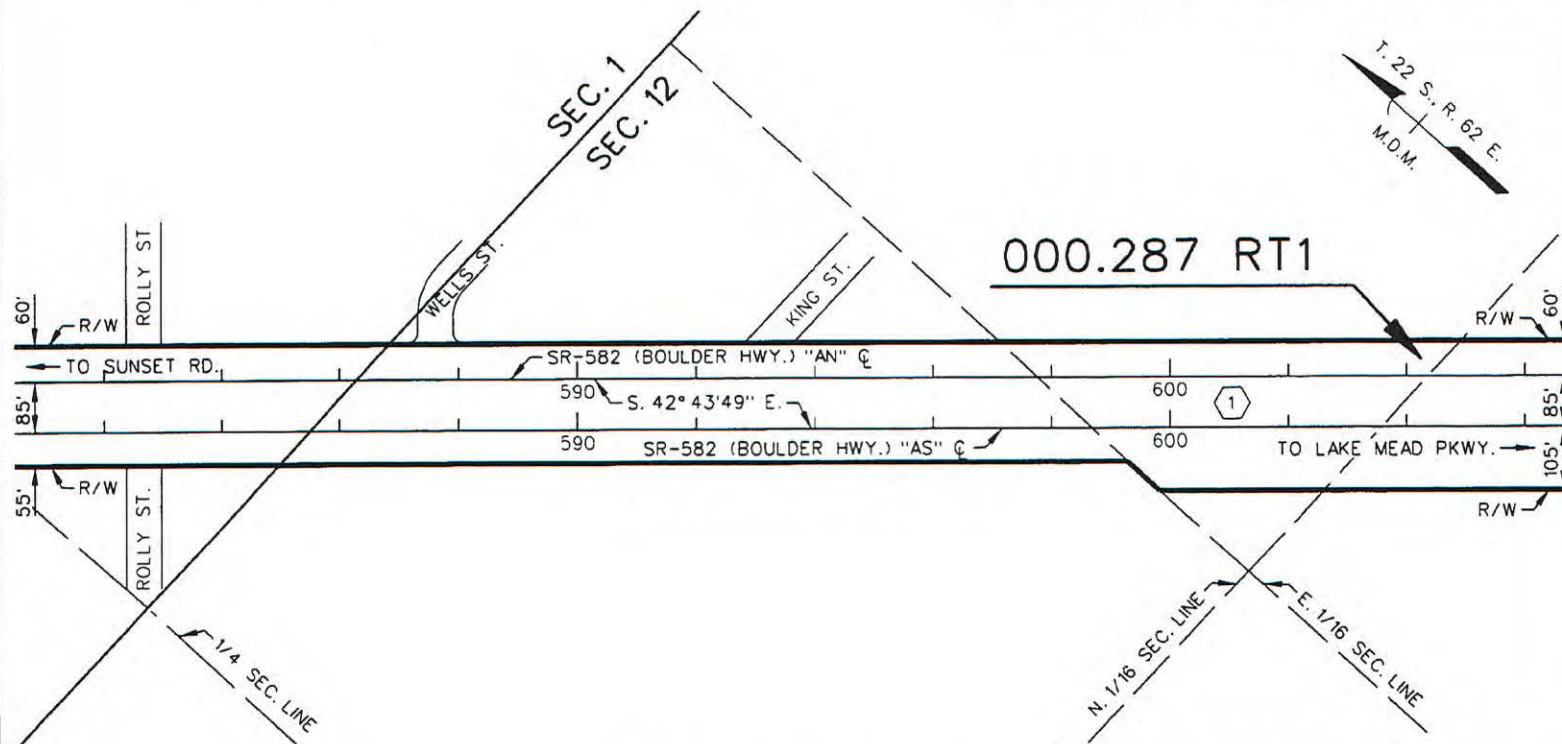 SEC. 1
SEC. 12
T. 22 S., R. 62 E.
M.D.M.
000.287 RT1
ROLLY ST
WELLS ST.
KING ST.
60'
R/W
R/W
60'
TO SUNSET RD.
SR-582 (BOULDER HWY.) "AN" ℄
590
600
1
85'
S. 42° 43'49" E.
85'
590
600
SR-582 (BOULDER HWY.) "AS" ℄
TO LAKE MEAD PKWY.
105'
55'
R/W
R/W
ROLLY ST.
1/4 SEC. LINE
N. 1/16 SEC. LINE
E. 1/16 SEC. LINE